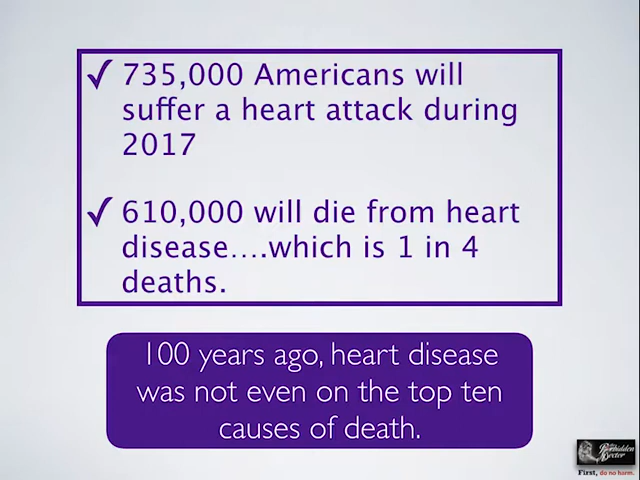 ✓ 735,000 Americans will
suffer a heart attack during
2017
✓ 610,000 will die from heart
disease....which is 1 in 4
deaths.
100 years ago, heart disease
was not even on the top ten
causes of death.
Forbidden
Doctor
First, do no harm.